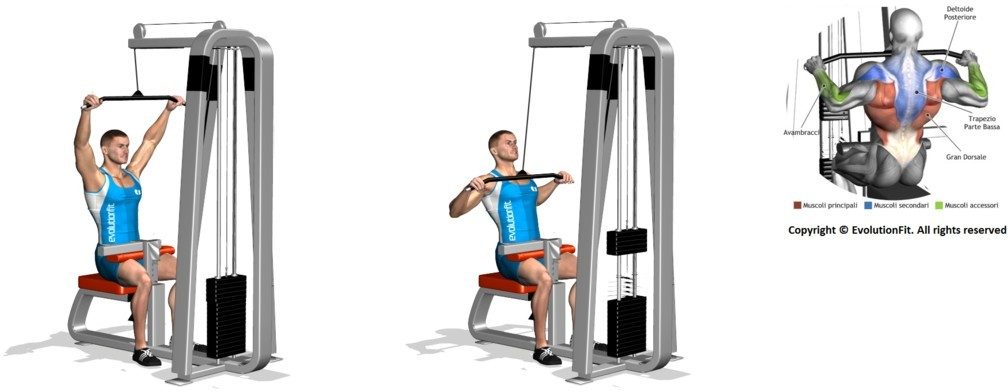 evolutionfit
evolutionfit
Deltoide
Posteriore
Trapezio
Parte Bassa
Avambracci
Gran Dorsale
Muscoli principali Muscoli secondari Muscoli accessori
Copyright © EvolutionFit. All rights reserved